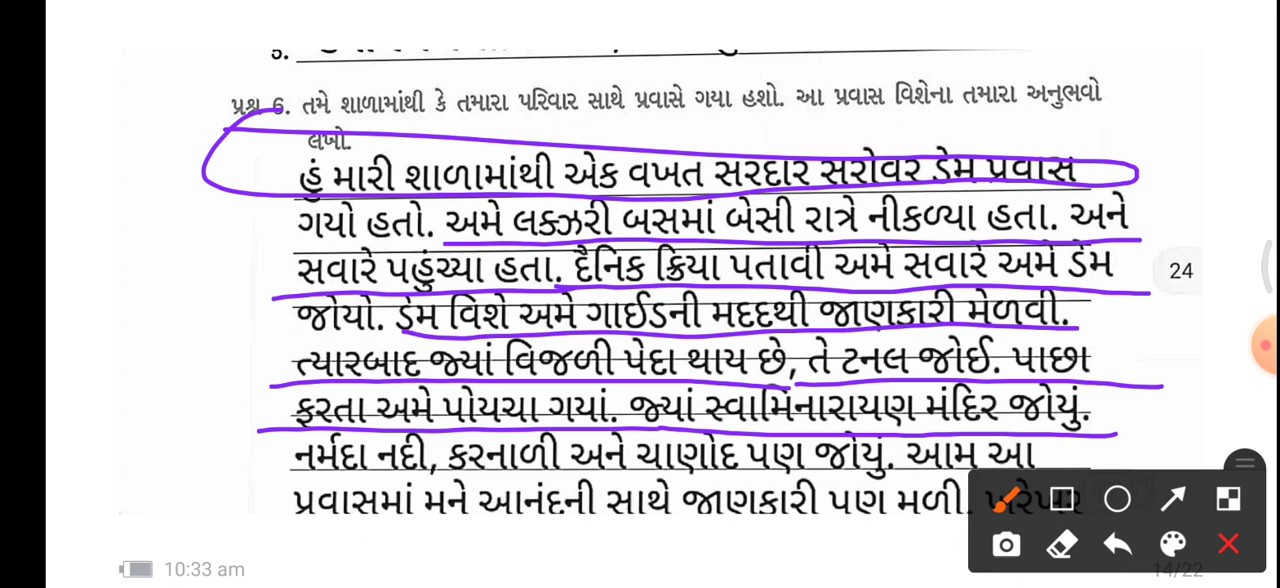 5.
પ્રશ્ન 6. તમે શાળામાંથી કે તમારા પરિવાર સાથે પ્રવાસે ગયા હશો. આ પ્રવાસ વિશેના તમારા અનુભવો
લખો.
હું મારી શાળામાંથી એક વખત સરદાર સરોવર ડેમ પ્રવાસ
ગયો હતો. અમે લક્ઝરી બસમાં બેસી રાત્રે નીકળ્યા હતા. અને
સવારે પહુંચ્યા હતા. દૈનિક ક્રિયા પતાવી અમે સવારે અમે ડેમ
24
જોયો. ડેમ વિશે અમે ગાઈડની મદદથી જાણકારી મેળવી.
ત્યારબાદ જ્યાં વિજળી પેદા થાય છે, તે ટનલ જોઈ. પાછા
ફરતા અમે પોયચા ગયાં. જ્યાં સ્વામિનારાયણ મંદિર જોયું.
નર્મદા નદી, કરનાળી અને ચાણોદ પણ જોયું. આમ આ
પ્રવાસમાં મને આનંદની સાથે જાણકારી પણ મળી. ખરેખર
10:33 am
14/22